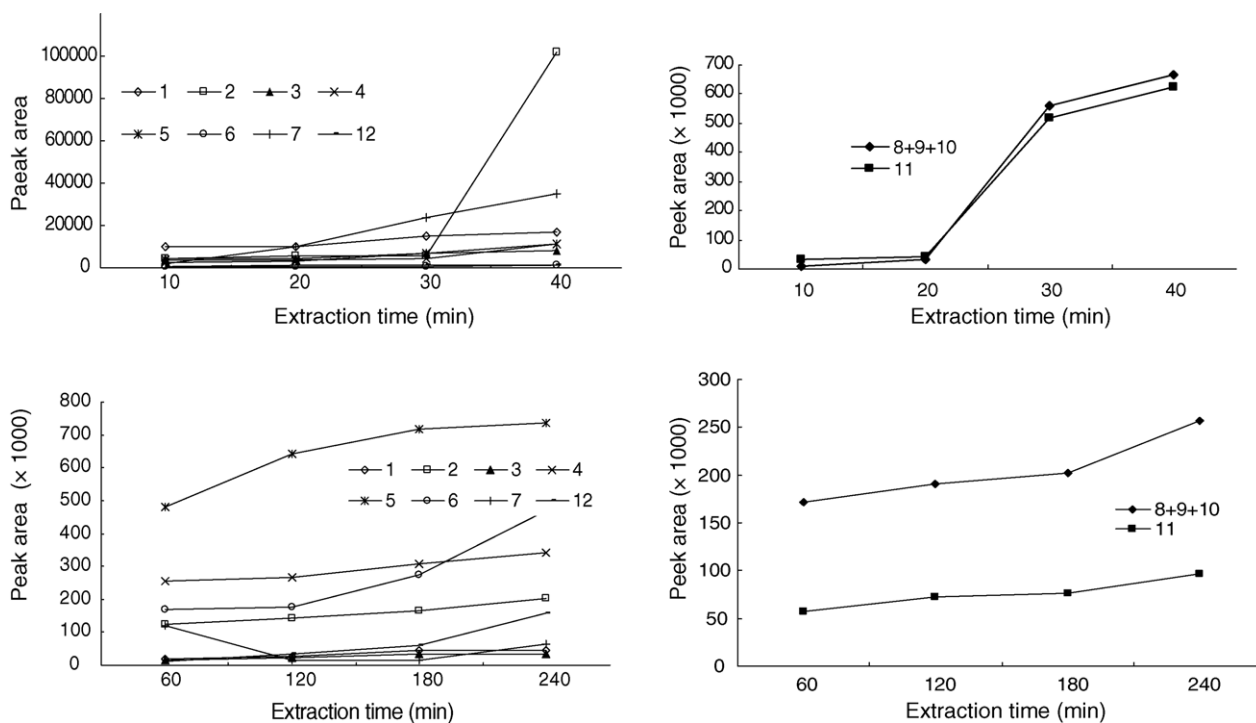 Paeak area
100000
80000
60000
40000
20000
0
1 2 3 4
5 6 7 12
10 20 30 40
Extraction time (min)
Peek area (× 1000)
700
600
500
400
300
200
100
0
8+9+10
11
10 20 30 40
Extraction time (min)
Peak area (× 1000)
800
700
600
500
400
300
200
100
0
1 2 3 4
5 6 7 12
60 120 180 240
Extraction time (min)
Peek area (× 1000)
300
250
200
150
100
50
0
8+9+10
11
60 120 180 240
Extraction time (min)